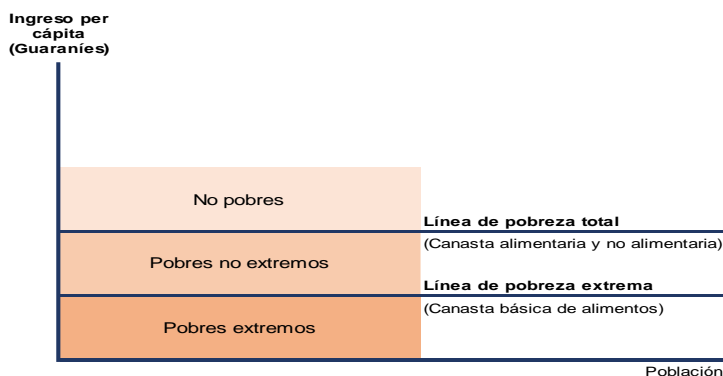 Ingreso per
cápita
(Guaraníes)
No pobres
Línea de pobreza total
(Canasta alimentaria y no alimentaria)
Pobres no extremos
Línea de pobreza extrema
(Canasta básica de alimentos)
Pobres extremos
Población